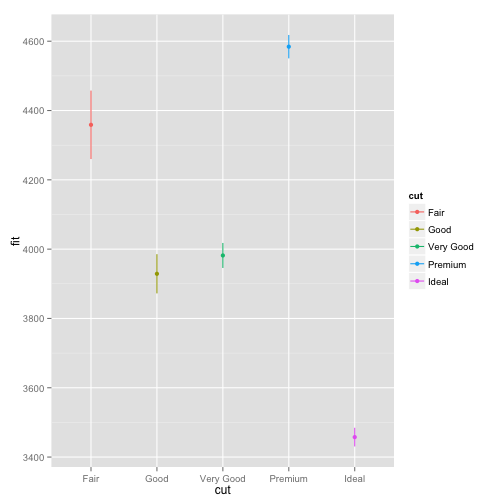 4600
4400
4200
4000
3800
3600
3400
fit
Fair Good Very Good Premium Ideal
cut
cut
Fair
Good
Very Good
Premium
Ideal